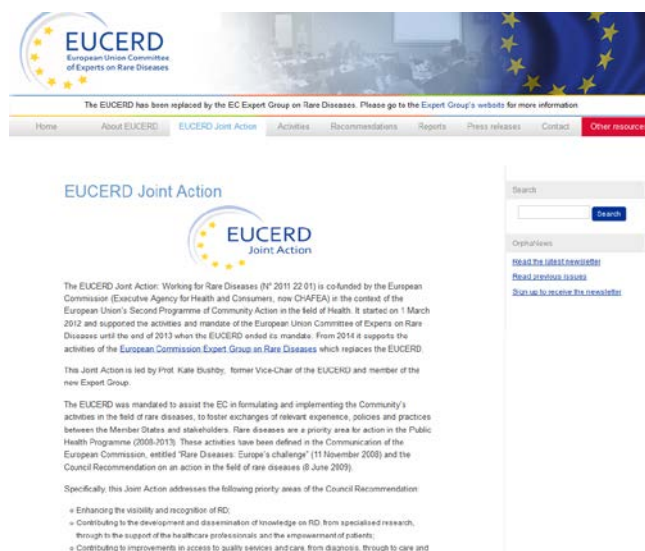 EUCERD
European Union Committee
of Experts on Rare Diseases
The EUCERD has been replaced by the EC Expert Group on Rare Diseases. Please go to the Expert Group's website for more information
Home About EUCERD EUCERD Joint Action Activities Recommendations Reports Press releases Contact Other resources
EUCERD Joint Action
EUCERD
Joint Action
The EUCERD Joint Action: Working for Rare Diseases (N° 2011 22 01) is co-funded by the European
Commission (Executive Agency for Health and Consumers, now CHAFEA) in the context of the
European Union's Second Programme of Community Action in the field of Health. It started on 1 March
2012 and supported the activities and mandate of the European Union Committee of Experts on Rare
Diseases until the end of 2013 when the EUCERD ended its mandate. From 2014 it supports the
activities of the European Commission Expert Group on Rare Diseases which replaces the EUCERD.
This Joint Action is led by Prof. Kate Bushby, former Vice-Chair of the EUCERD and member of the
new Expert Group.
The EUCERD was mandated to assist the EC in formulating and implementing the Community's
activities in the field of rare diseases, to foster exchanges of relevant experience, policies and practices
between the Member States and stakeholders. Rare diseases are a priority area for action in the Public
Health Programme (2008-2013). These activities have been defined in the Communication of the
European Commission, entitled "Rare Diseases: Europe's challenge" (11 November 2008) and the
Council Recommendation on an action in the field of rare diseases (8 June 2009).
Specifically, this Joint Action addresses the following priority areas of the Council Recommendation:
Enhancing the visibility and recognition of RD;
Contributing to the development and dissemination of knowledge on RD, from specialised research,
through to the support of the healthcare professionals and the empowerment of patients;
Contributing to improvements in access to quality services and care, from diagnosis, through to care and
Search
Search
OrphaNews
Read the latest newsletter
Read previous issues
Sign up to receive the newsletter